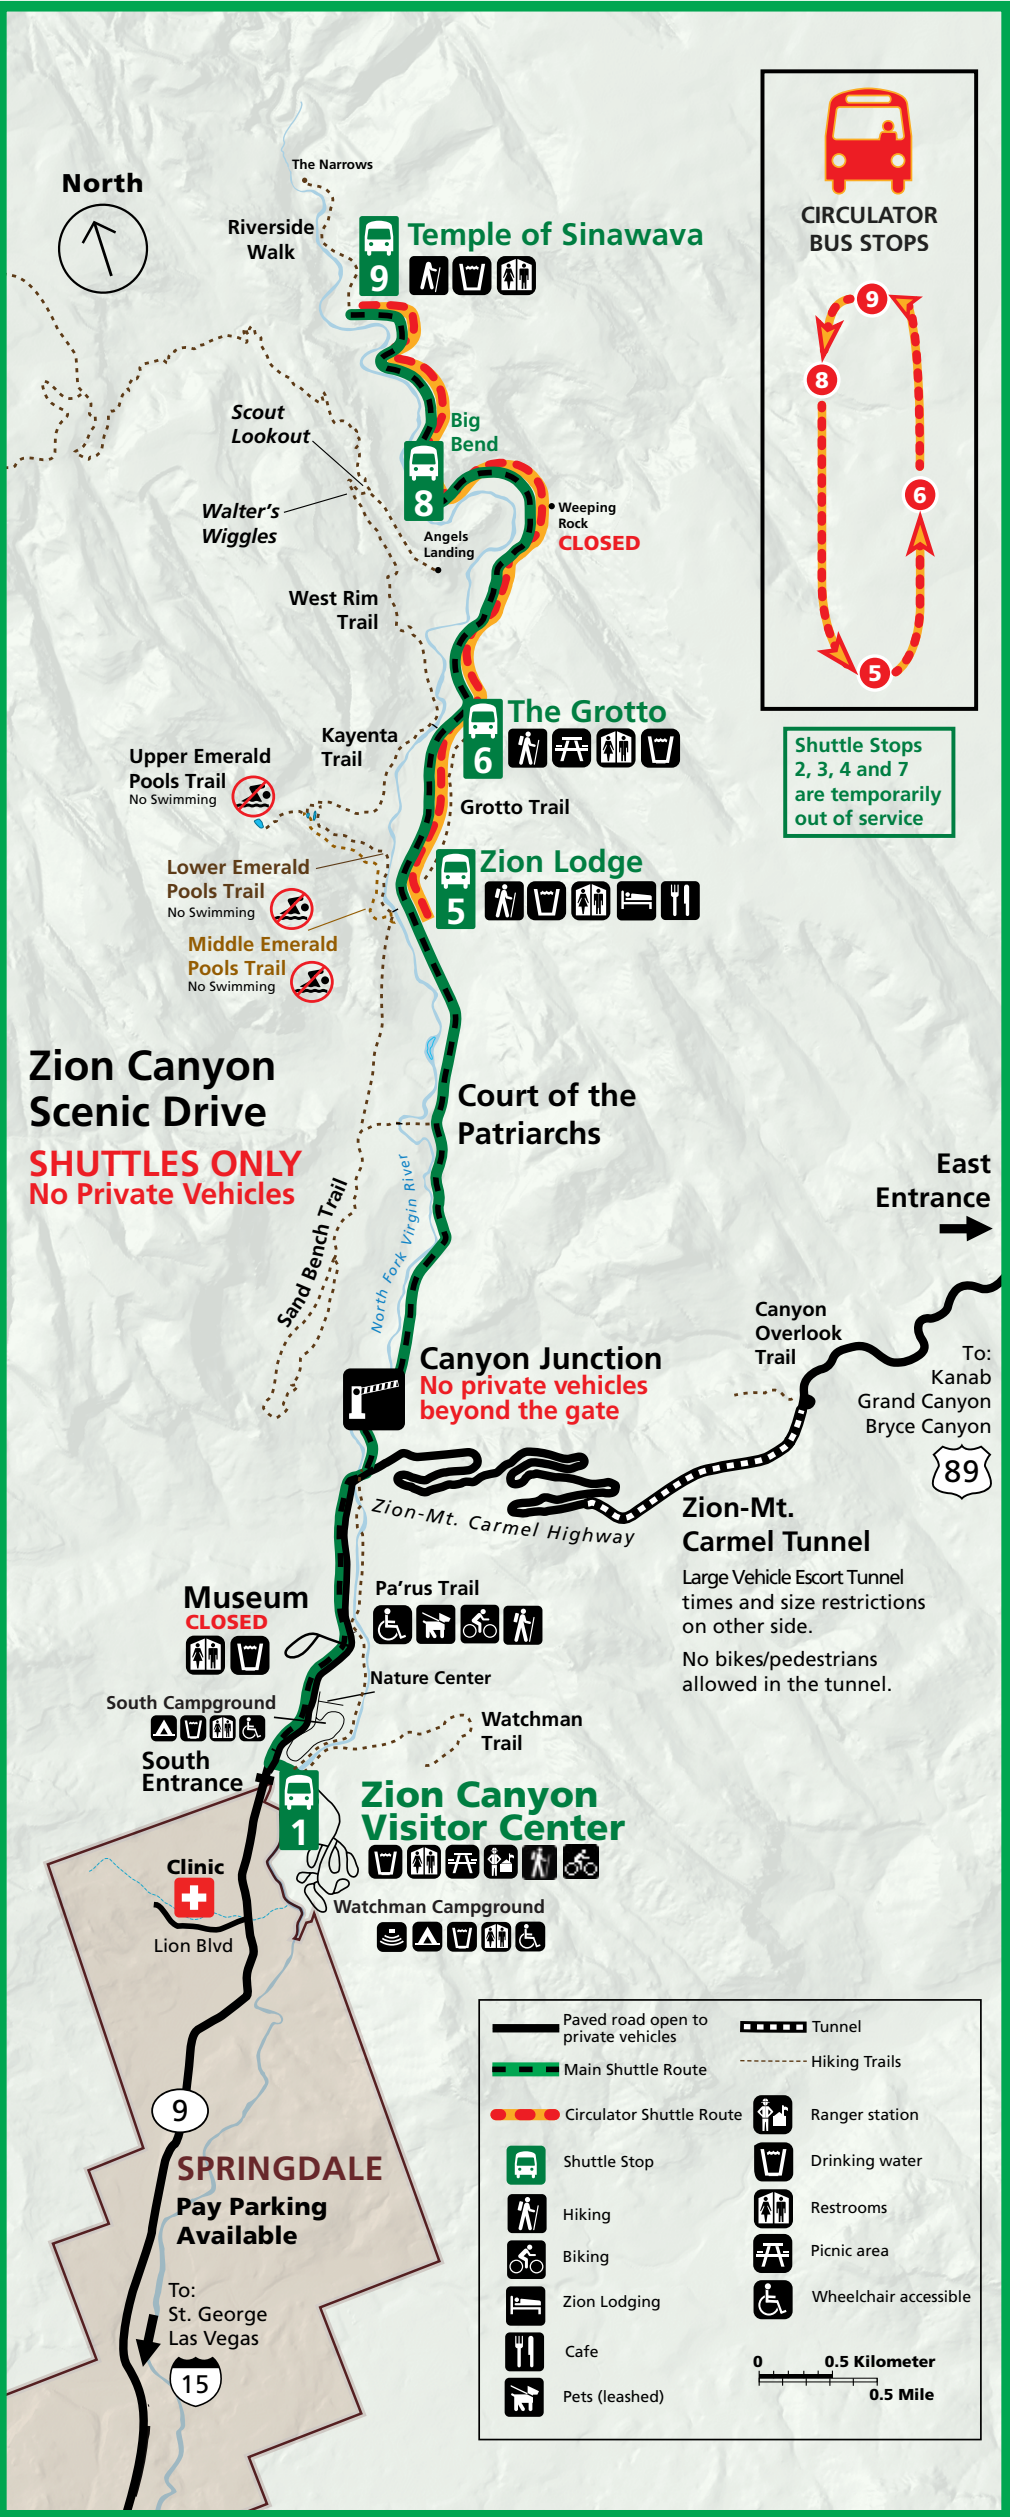 CIRCULATOR
BUS STOPS
9
8
6
5
Shuttle Stops
2, 3, 4 and 7
are temporarily
out of service
North
The Narrows
Riverside
Walk
9
Temple of Sinawava
Scout
Lookout
Big
Bend
8
Walter's
Wiggles
Angels
Landing
Weeping
Rock
CLOSED
West Rim
Trail
6
The Grotto
Kayenta
Trail
Upper Emerald
Pools Trail
No Swimming
Grotto Trail
5
Zion Lodge
Lower Emerald
Pools Trail
No Swimming
Middle Emerald
Pools Trail
No Swimming
Zion Canyon
Scenic Drive
SHUTTLES ONLY
No Private Vehicles
Court of the
Patriarchs
North Fork Virgin River
Sand Bench Trail
East
Entrance
Canyon
Overlook
Trail
To:
Kanab
Grand Canyon
Bryce Canyon
89
Canyon Junction
No private vehicles
beyond the gate
Zion-Mt. Carmel Highway
Zion-Mt.
Carmel Tunnel
Large Vehicle Escort Tunnel
times and size restrictions
on other side.
No bikes/pedestrians
allowed in the tunnel.
Museum
CLOSED
Pa'rus Trail
Nature Center
South Campground
South
Entrance
Watchman
Trail
1
Zion Canyon
Visitor Center
Clinic
Lion Blvd
Watchman Campground
9
SPRINGDALE
Pay Parking
Available
To:
St. George
Las Vegas
15
Paved road open to
private vehicles
Main Shuttle Route
Circulator Shuttle Route
Shuttle Stop
Hiking
Biking
Zion Lodging
Cafe
Pets (leashed)
Tunnel
Hiking Trails
Ranger station
Drinking water
Restrooms
Picnic area
Wheelchair accessible
0 0.5 Kilometer
0.5 Mile